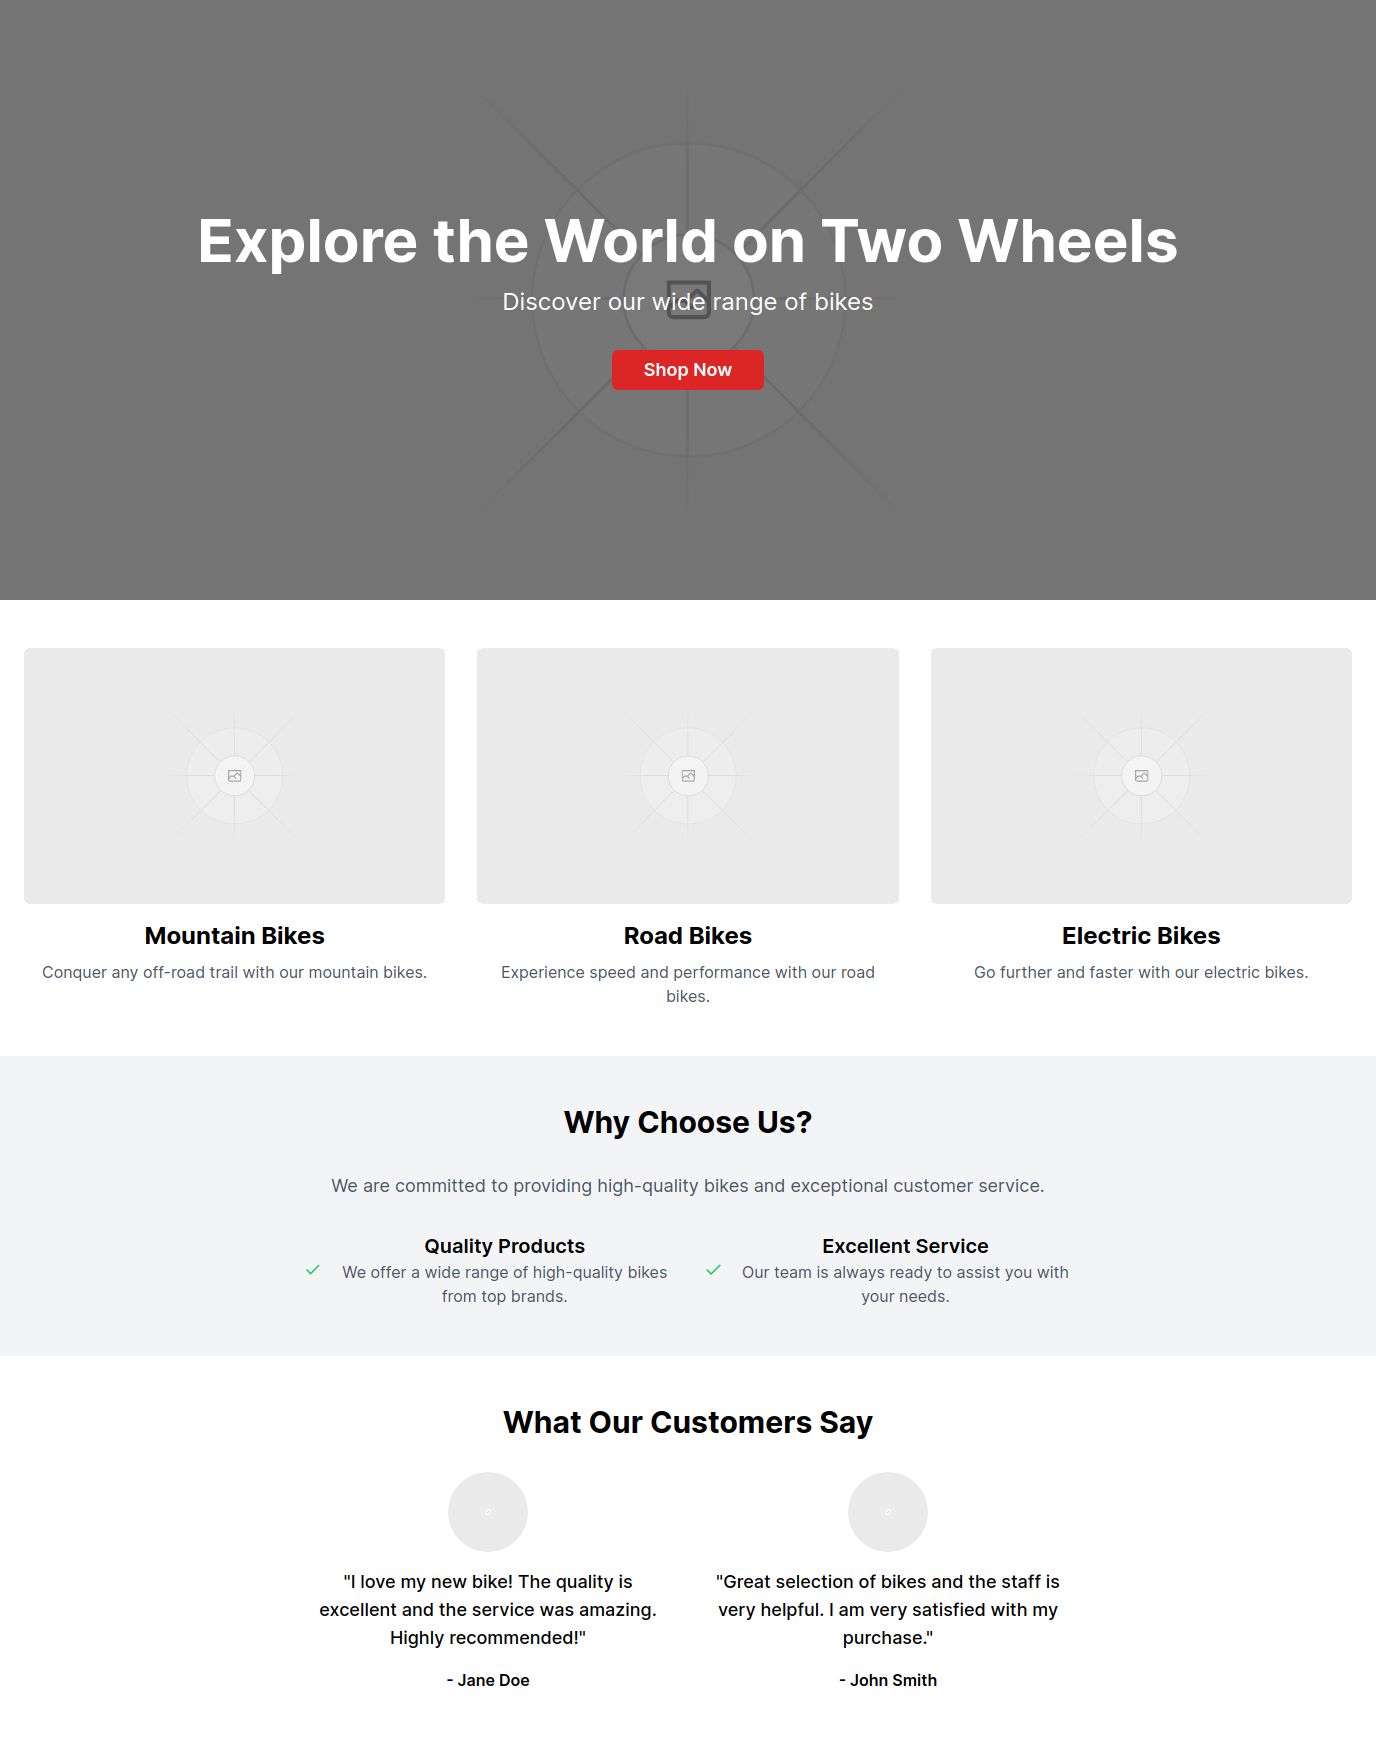 Explore the World on Two Wheels
Discover our wide range of bikes
Shop Now
Mountain Bikes
Conquer any off-road trail with our mountain bikes.
Road Bikes
Experience speed and performance with our road
bikes.
Electric Bikes
Go further and faster with our electric bikes.
Why Choose Us?
We are committed to providing high-quality bikes and exceptional customer service.
Quality Products
We offer a wide range of high-quality bikes
from top brands.
Excellent Service
Our team is always ready to assist you with
your needs.
What Our Customers Say
"I love my new bike! The quality is
excellent and the service was amazing.
Highly recommended!"
- Jane Doe
"Great selection of bikes and the staff is
very helpful. I am very satisfied with my
purchase."
- John Smith